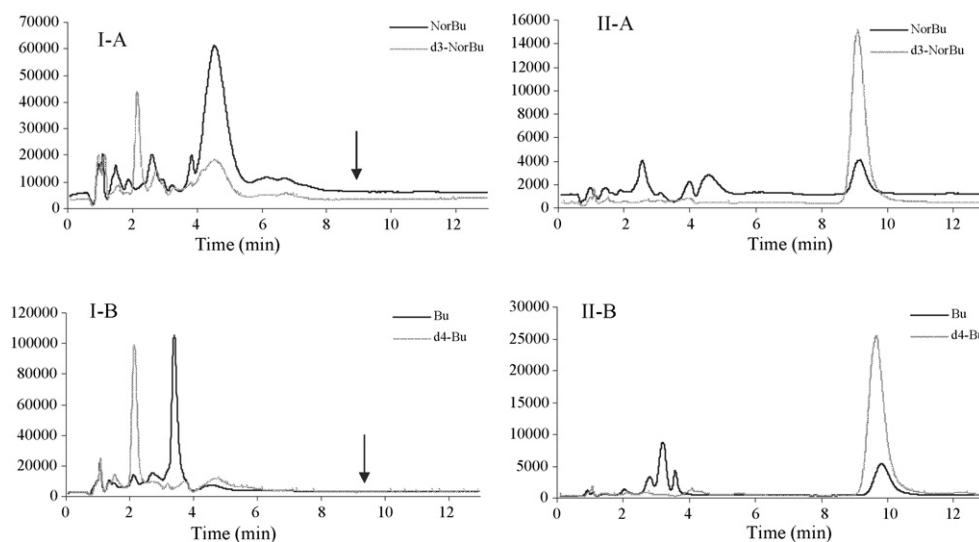 I-A
NorBu
d3-NorBu
70000
60000
50000
40000
30000
20000
10000
0
0 2 4 6 8 10 12
Time (min)
II-A
NorBu
d3-NorBu
16000
14000
12000
10000
8000
6000
4000
2000
0
0 2 4 6 8 10 12
Time (min)
I-B
Bu
d4-Bu
120000
100000
80000
60000
40000
20000
0
0 2 4 6 8 10 12
Time (min)
II-B
Bu
d4-Bu
30000
25000
20000
15000
10000
5000
0
0 2 4 6 8 10 12
Time (min)